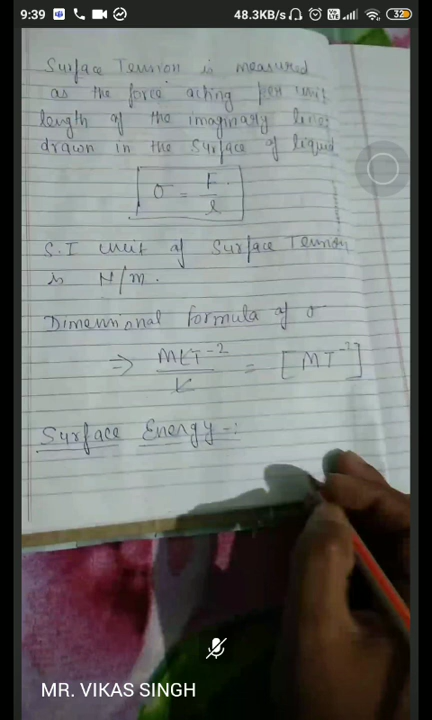 9:39
48.3KB/s
32
Surface Tension is measured
as the force acting per unit
length of the imaginary line
drawn in the surface of liquid
σ = F / l
S.I unit of Surface Tension
is N/m.
Dimensional formula of σ
⇒ MLT⁻² / L = [MT⁻²]
Surface Energy -:
MR. VIKAS SINGH